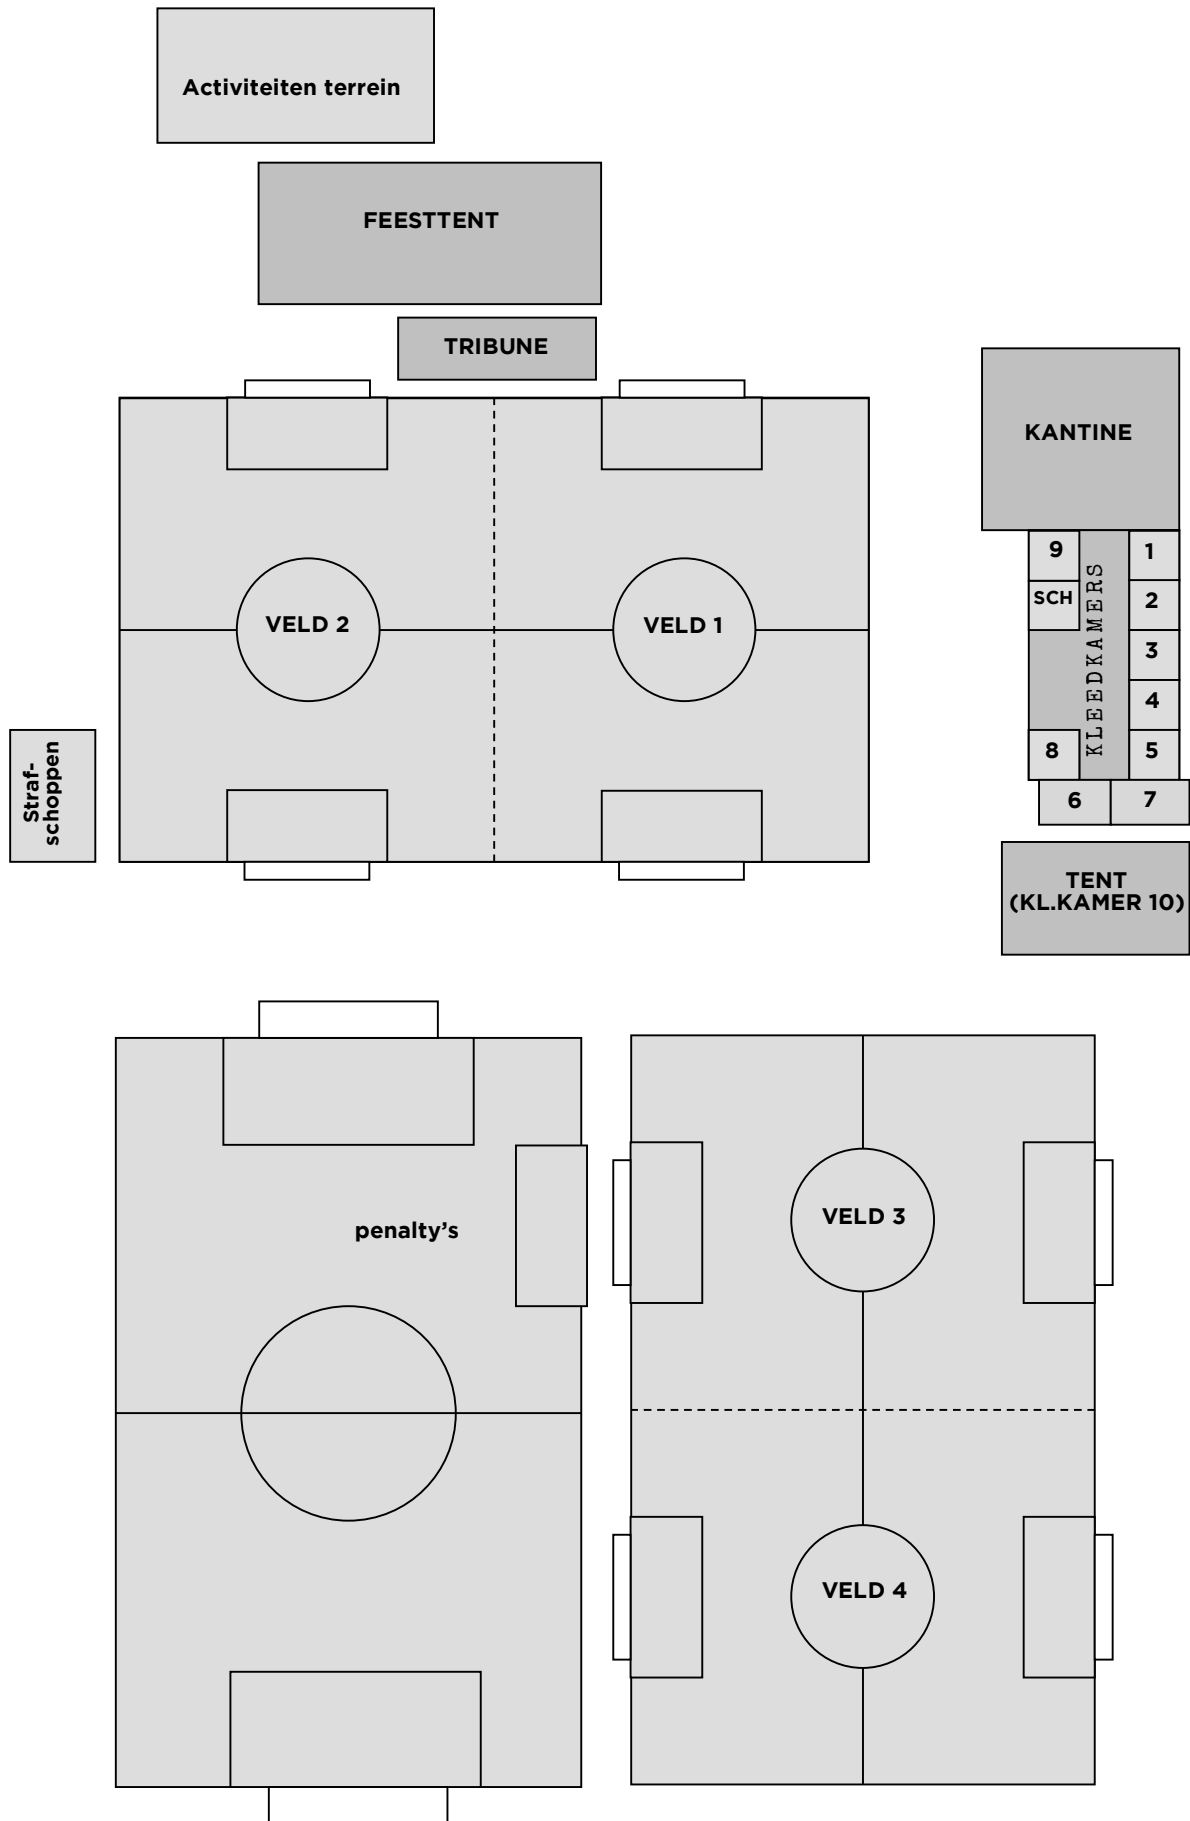 Activiteiten terrein
FEESTTENT
TRIBUNE
KANTINE
9
1
SCH
2
KLEEDKAMERS
3
4
8
5
6
7
VELD 2
VELD 1
Straf-
schoppen
TENT
(KL.KAMER 10)
penalty's
VELD 3
VELD 4